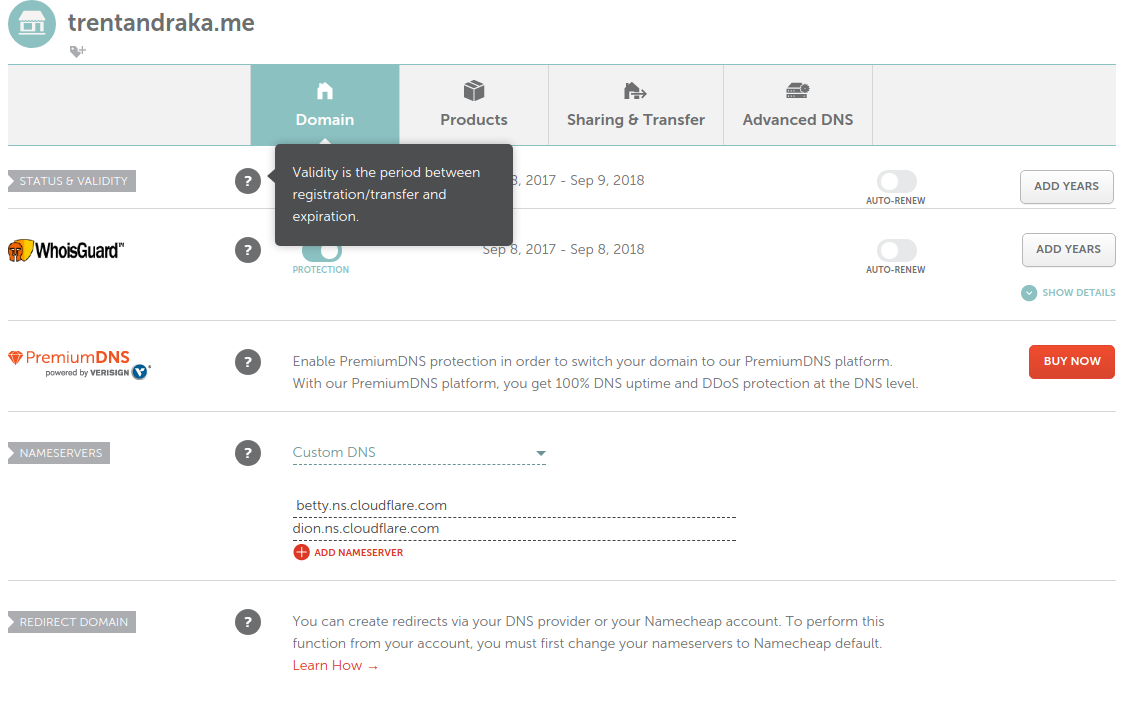 trentandraka.me
Domain
Products
Sharing & Transfer
Advanced DNS
STATUS & VALIDITY
?
Validity is the period between
registration/transfer and
expiration.
8, 2017 - Sep 9, 2018
AUTO-RENEW
ADD YEARS
WhoisGuard™
?
PROTECTION
Sep 8, 2017 - Sep 8, 2018
AUTO-RENEW
ADD YEARS
SHOW DETAILS
PremiumDNS
powered by VERISIGN
?
Enable PremiumDNS protection in order to switch your domain to our PremiumDNS platform.
With our PremiumDNS platform, you get 100% DNS uptime and DDoS protection at the DNS level.
BUY NOW
NAMESERVERS
?
Custom DNS
betty.ns.cloudflare.com
dion.ns.cloudflare.com
ADD NAMESERVER
REDIRECT DOMAIN
?
You can create redirects via your DNS provider or your Namecheap account. To perform this
function from your account, you must first change your nameservers to Namecheap default.
Learn How →